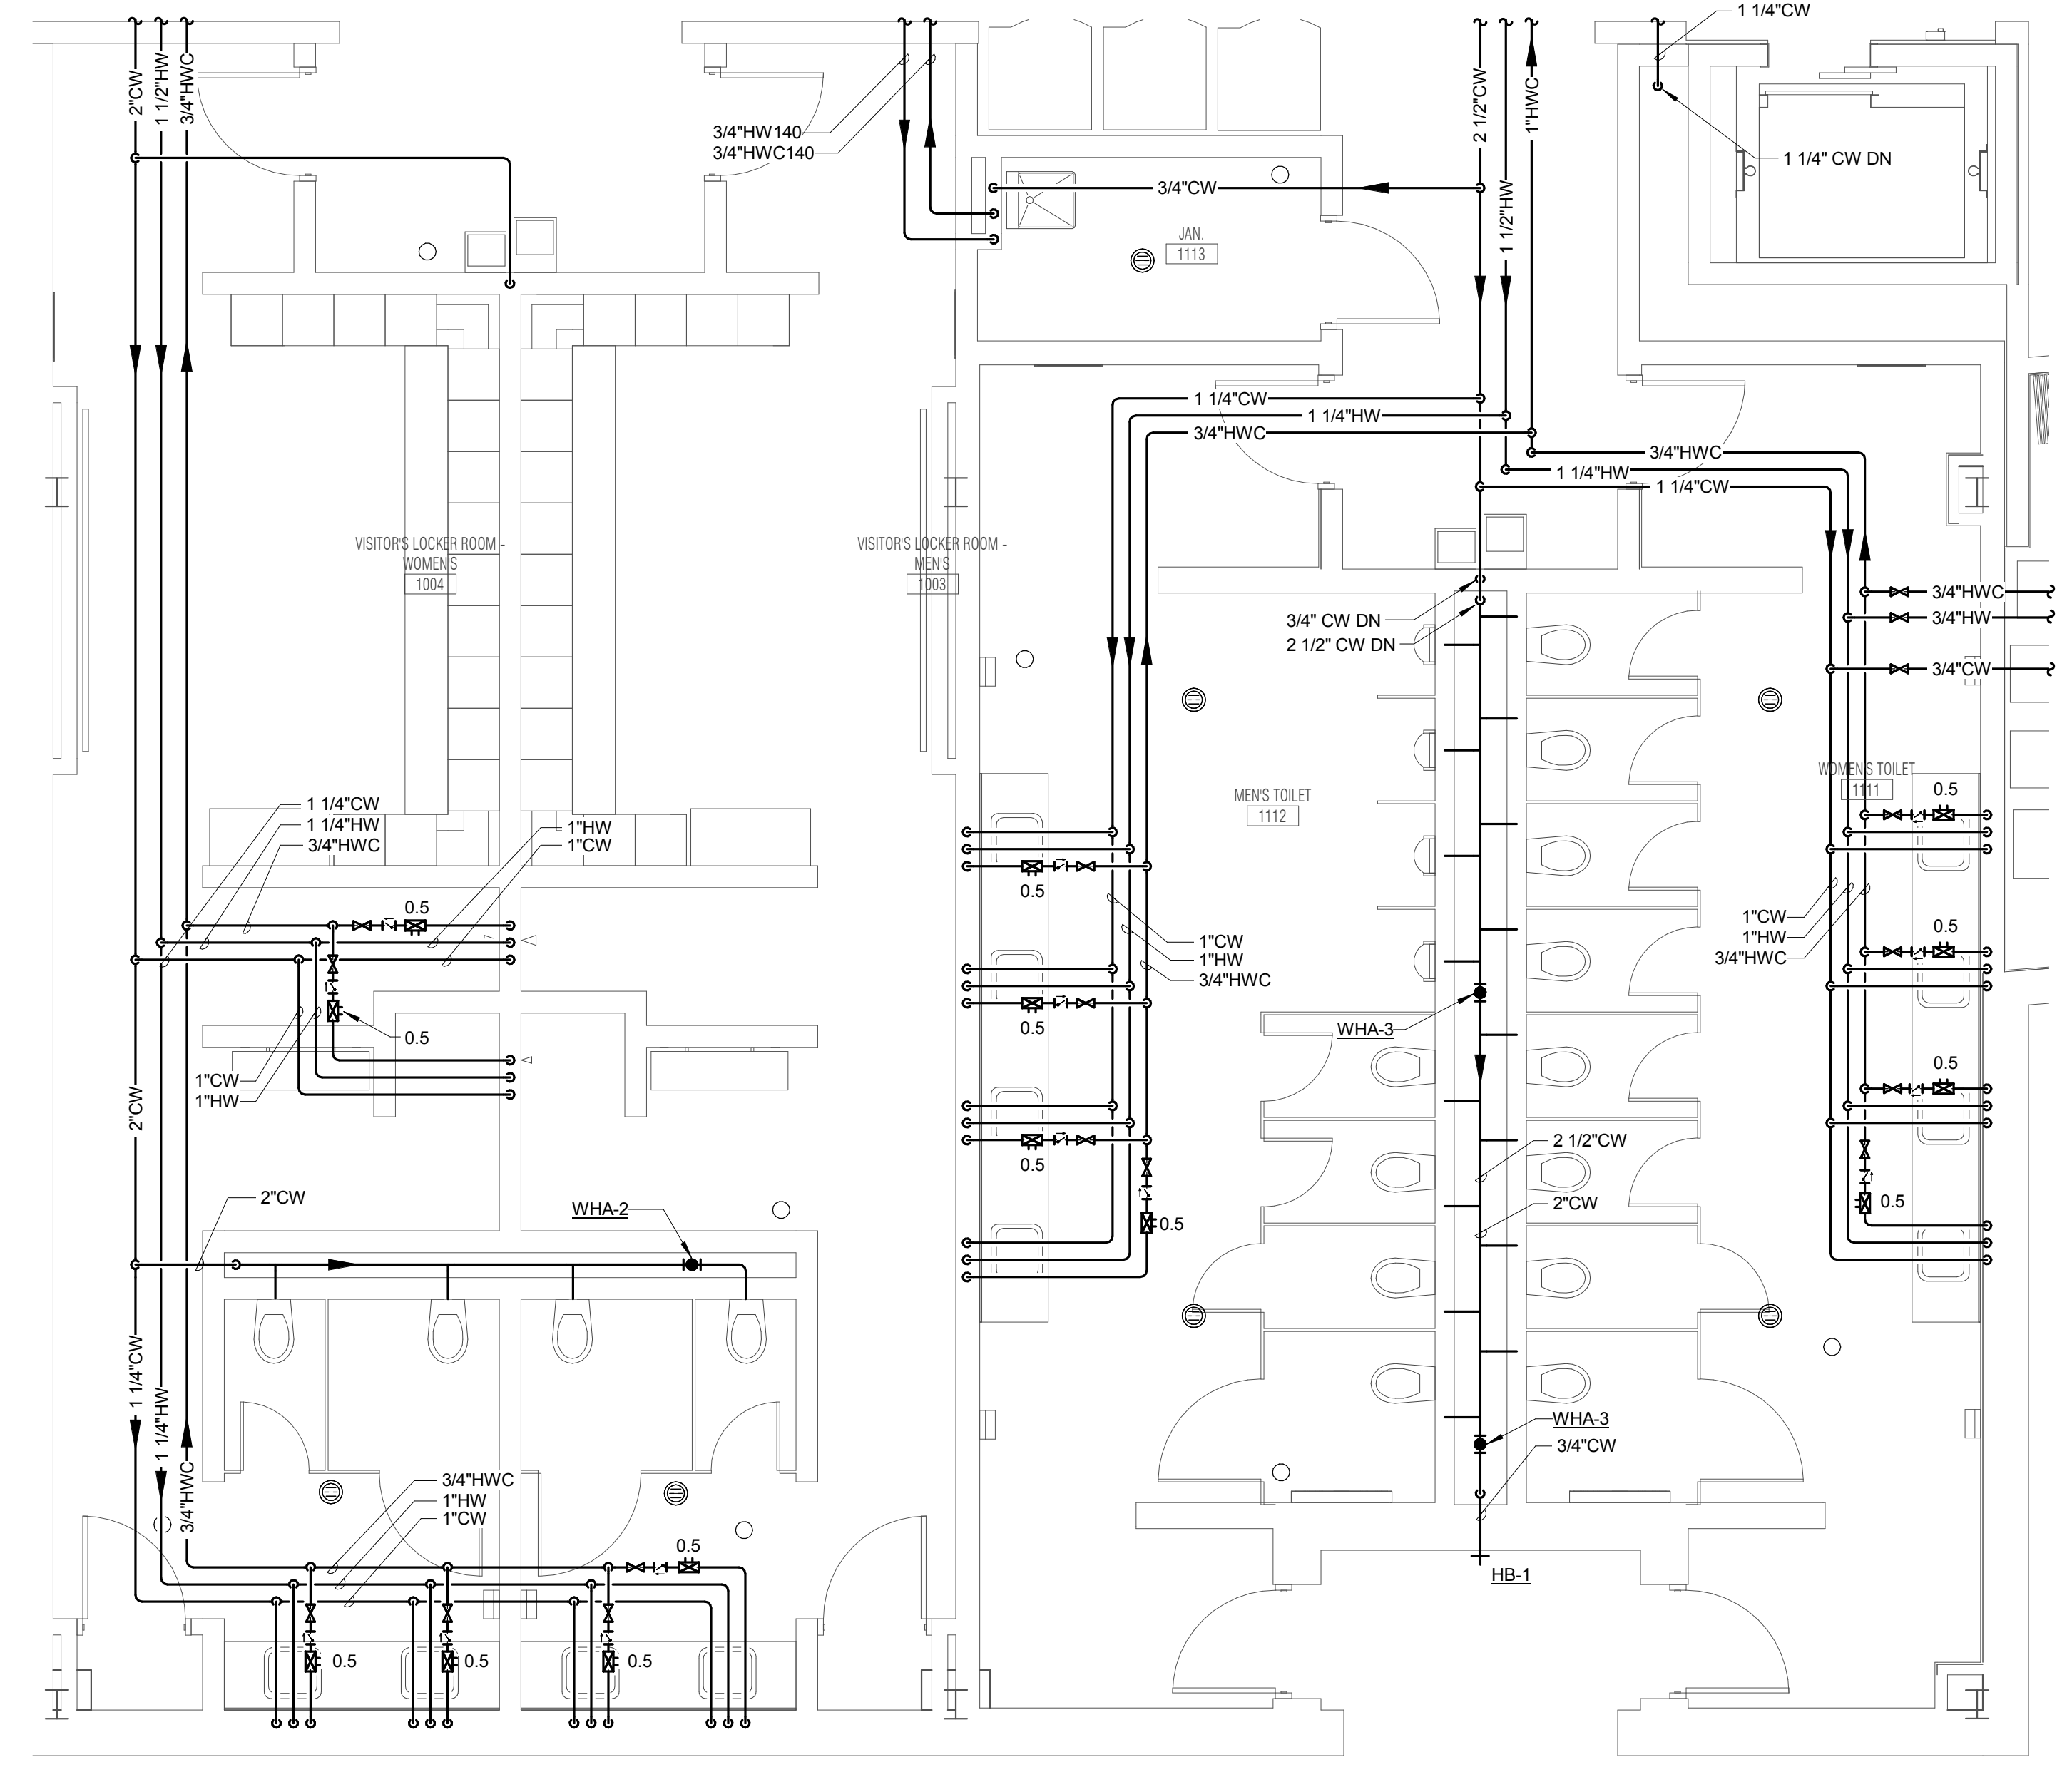 1 1/4"CW
2"CW
1 1/2"HW
3/4"HWC
2 1/2"CW
1"HWC
3/4"HW140
3/4"HWC140
1 1/4" CW DN
3/4"CW
1 1/2"HW
JAN.
1113
1 1/4"CW
1 1/4"HW
3/4"HWC
3/4"HWC
1 1/4"HW
1 1/4"CW
VISITOR'S LOCKER ROOM -
WOMEN'S
1004
VISITOR'S LOCKER ROOM -
MEN'S
1003
3/4"HWC
3/4"HW
3/4"CW
3/4" CW DN
2 1/2" CW DN
WOMEN'S TOILET
1111
MEN'S TOILET
1112
0.5
1 1/4"CW
1 1/4"HW
3/4"HWC
1"HW
1"CW
0.5
0.5
1"CW
1"HW
3/4"HWC
0.5
1"CW
1"HW
3/4"HWC
0.5
0.5
WHA-3
0.5
1"CW
1"HW
0.5
2"CW
0.5
2 1/2"CW
2"CW
2"CW
WHA-2
0.5
0.5
1 1/4"CW
1 1/4"HW
3/4"HWC
WHA-3
3/4"CW
3/4"HWC
1"HW
1"CW
0.5
HB-1
0.5
0.5
0.5